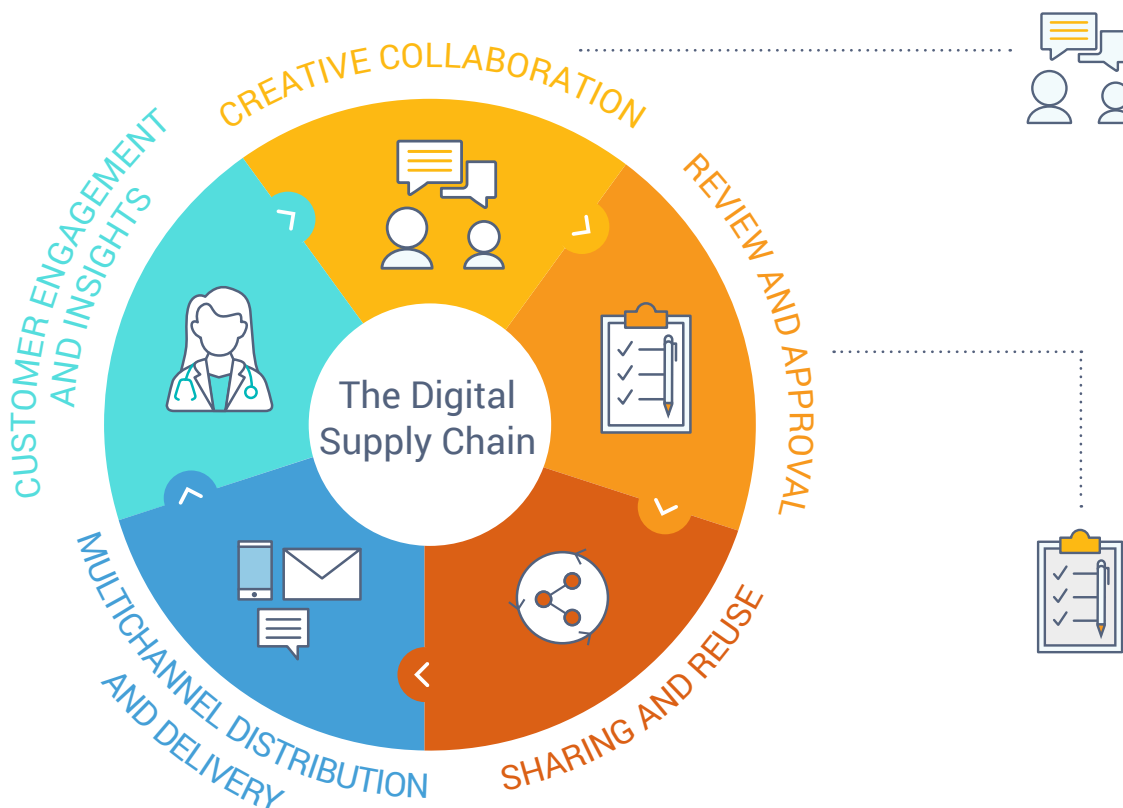 CREATIVE COLLABORATION
REVIEW AND APPROVAL
SHARING AND REUSE
MULTICHANNEL DISTRIBUTION
AND DELIVERY
CUSTOMER ENGAGEMENT
AND INSIGHTS
The Digital
Supply Chain